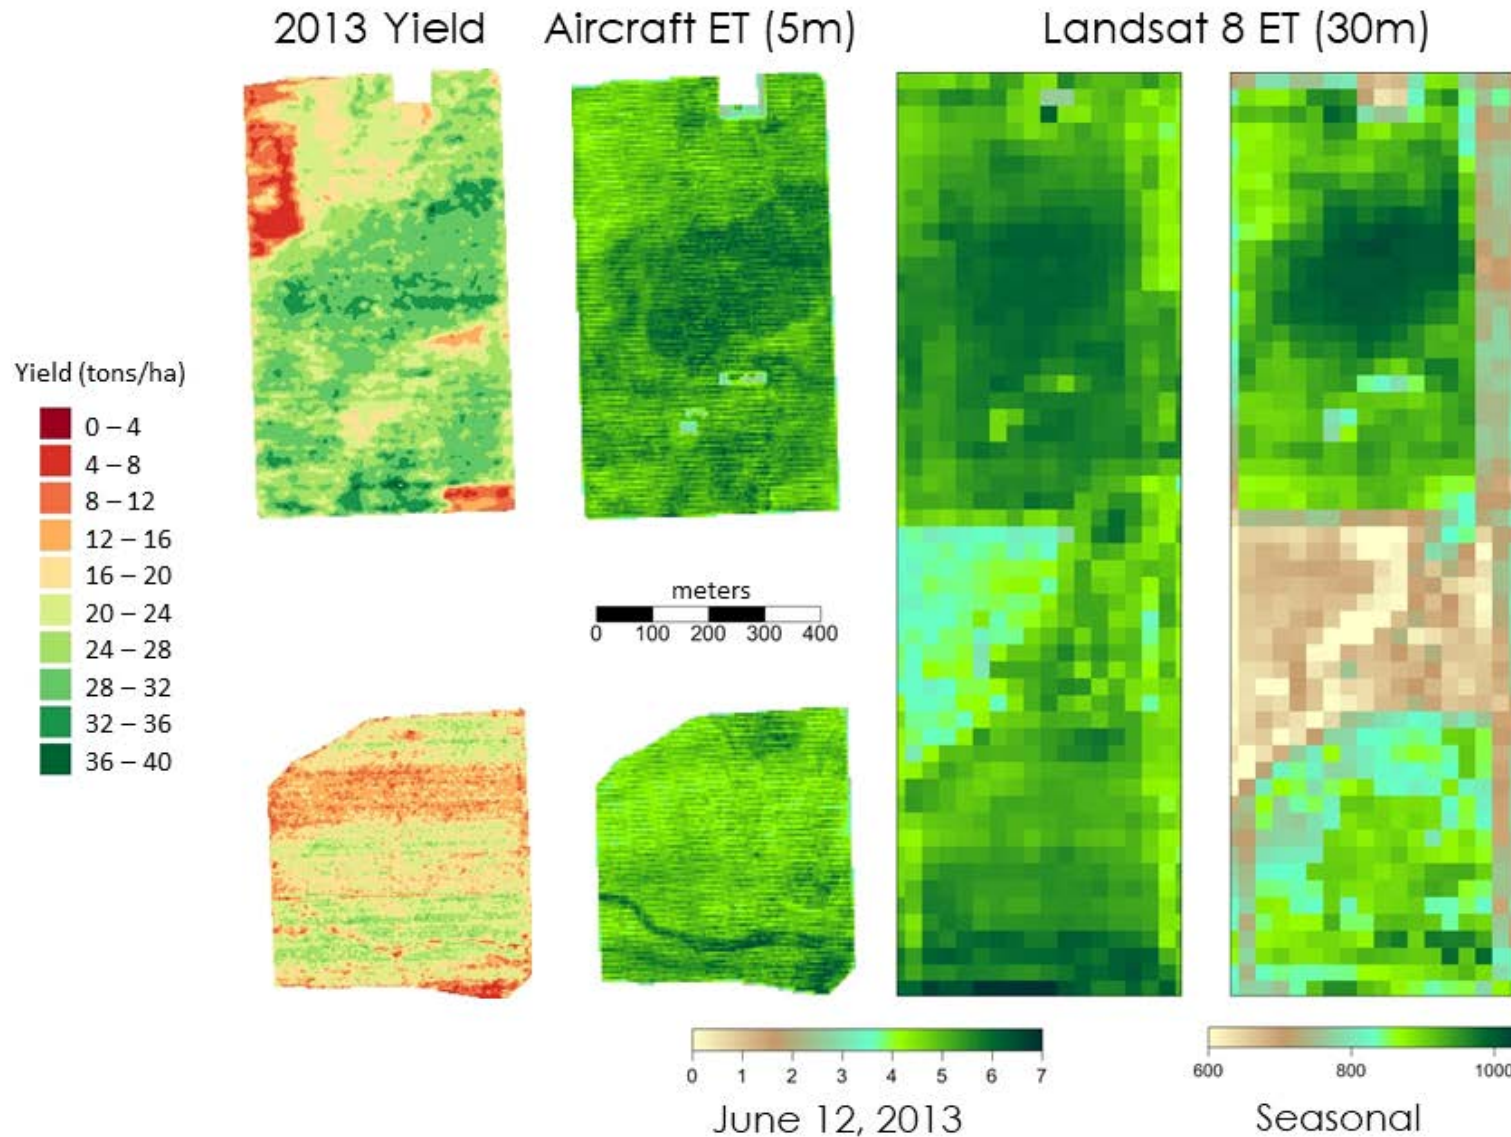 2013 Yield
Aircraft ET (5m)
Landsat 8 ET (30m)
Yield (tons/ha)
0 – 4
4 – 8
8 – 12
12 – 16
16 – 20
20 – 24
24 – 28
28 – 32
32 – 36
36 – 40
meters
0 100 200 300 400
0 1 2 3 4 5 6 7
600 800 1000
June 12, 2013
Seasonal